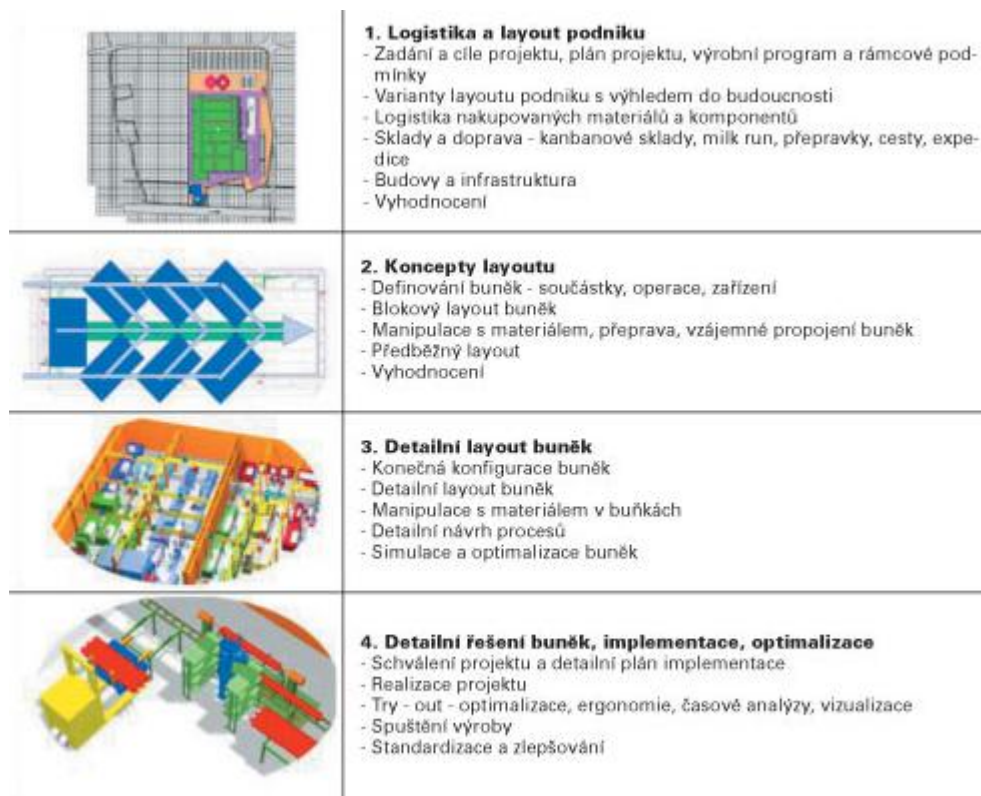 1. Logistika a layout podniku
- Zadání a cíle projektu, plán projektu, výrobní program a rámcové pod-
mínky
- Varianty layoutu podniku s výhledem do budoucnosti
- Logistika nakupovaných materiálů a komponentů
- Sklady a doprava - kanbanové sklady, milk run, přepravky, cesty, expe-
dice
- Budovy a infrastruktura
- Vyhodnocení
2. Koncepty layoutu
- Definování buněk - součástky, operace, zařízení
- Blokový layout buněk
- Manipulace s materiálem, přeprava, vzájemné propojení buněk
- Předběžný layout
- Vyhodnocení
3. Detailní layout buněk
- Konečná konfigurace buněk
- Detailní layout buněk
- Manipulace s materiálem v buňkách
- Detailní návrh procesů
- Simulace a optimalizace buněk
4. Detailní řešení buněk, implementace, optimalizace
- Schválení projektu a detailní plán implementace
- Realizace projektu
- Try - out - optimalizace, ergonomie, časové analýzy, vizualizace
- Spuštění výroby
- Standardizace a zlepšování